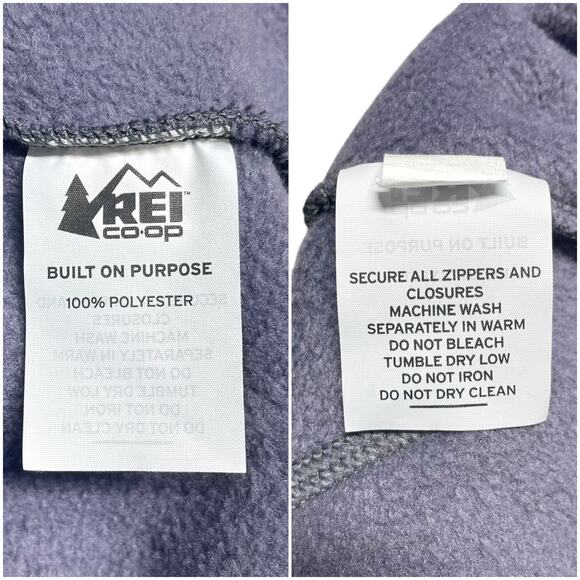 REI™
CO·OP
BUILT ON PURPOSE
100% POLYESTER
SECURE ALL ZIPPERS AND
CLOSURES
MACHINE WASH
SEPARATELY IN WARM
DO NOT BLEACH
TUMBLE DRY LOW
DO NOT IRON
DO NOT DRY CLEAN